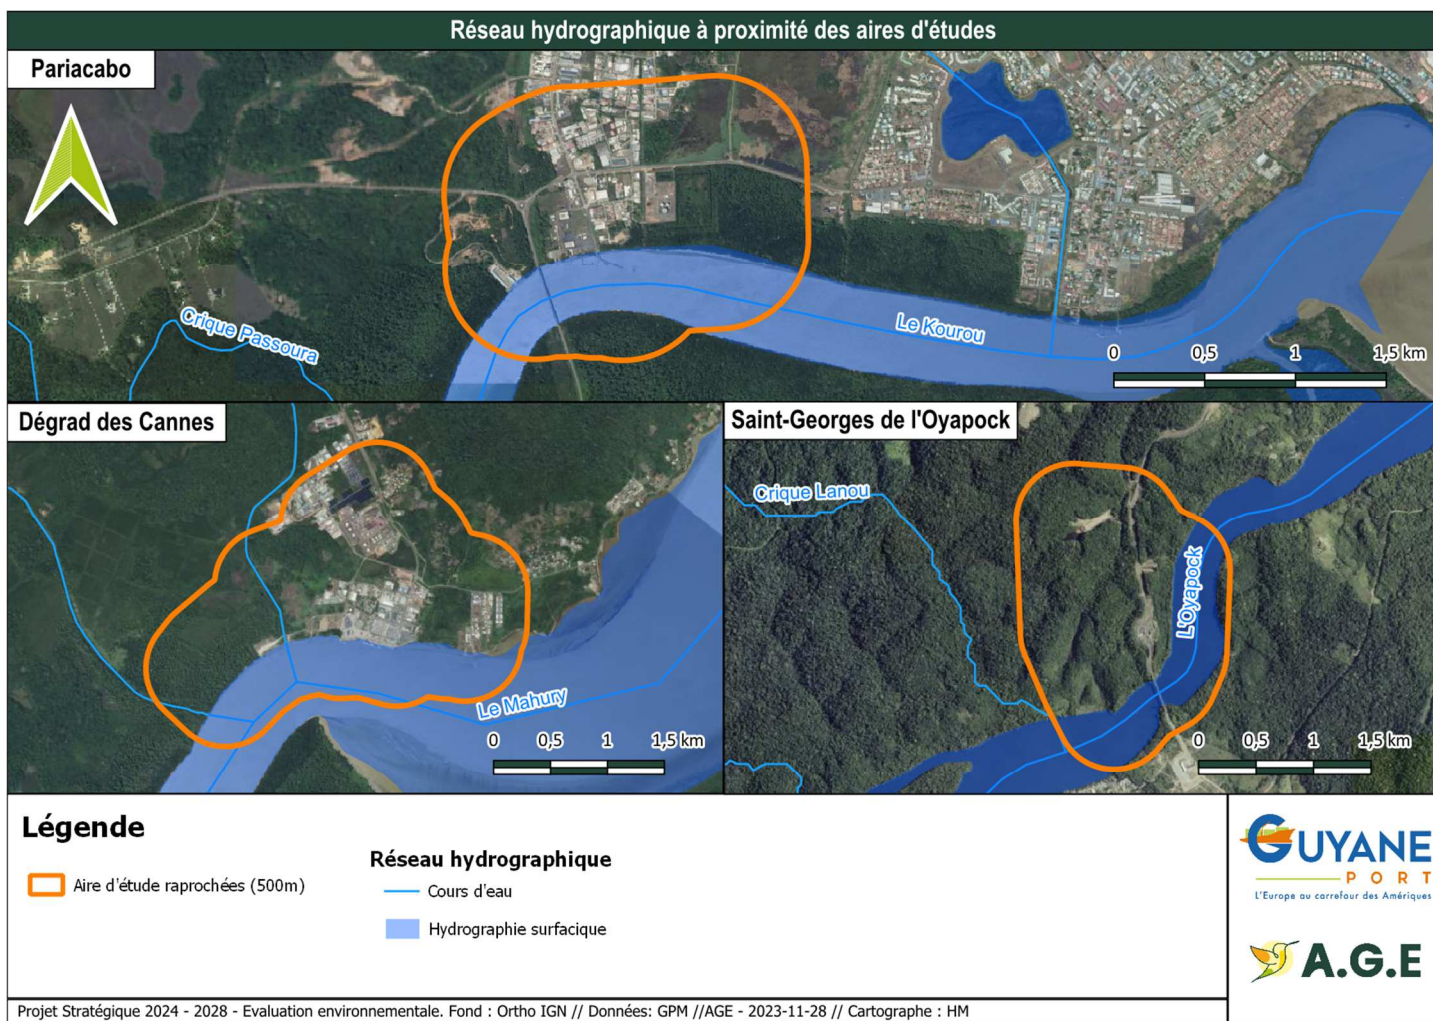 Réseau hydrographique à proximité des aires d'études
Pariacabo
Crique Passoura
Le Kourou
0 0,5 1 1,5 km
Dégrad des Cannes
Le Mahury
0 0,5 1 1,5 km
Saint-Georges de l'Oyapock
Crique Lanou
L'Oyapock
0 0,5 1 1,5 km
Légende
Aire d'étude raprochées (500m)
Réseau hydrographique
Cours d'eau
Hydrographie surfacique
GUYANE
PORT
L'Europe au carrefour des Amériques
A.G.E
Projet Stratégique 2024 - 2028 - Evaluation environnementale. Fond : Ortho IGN // Données: GPM //AGE - 2023-11-28 // Cartographe : HM